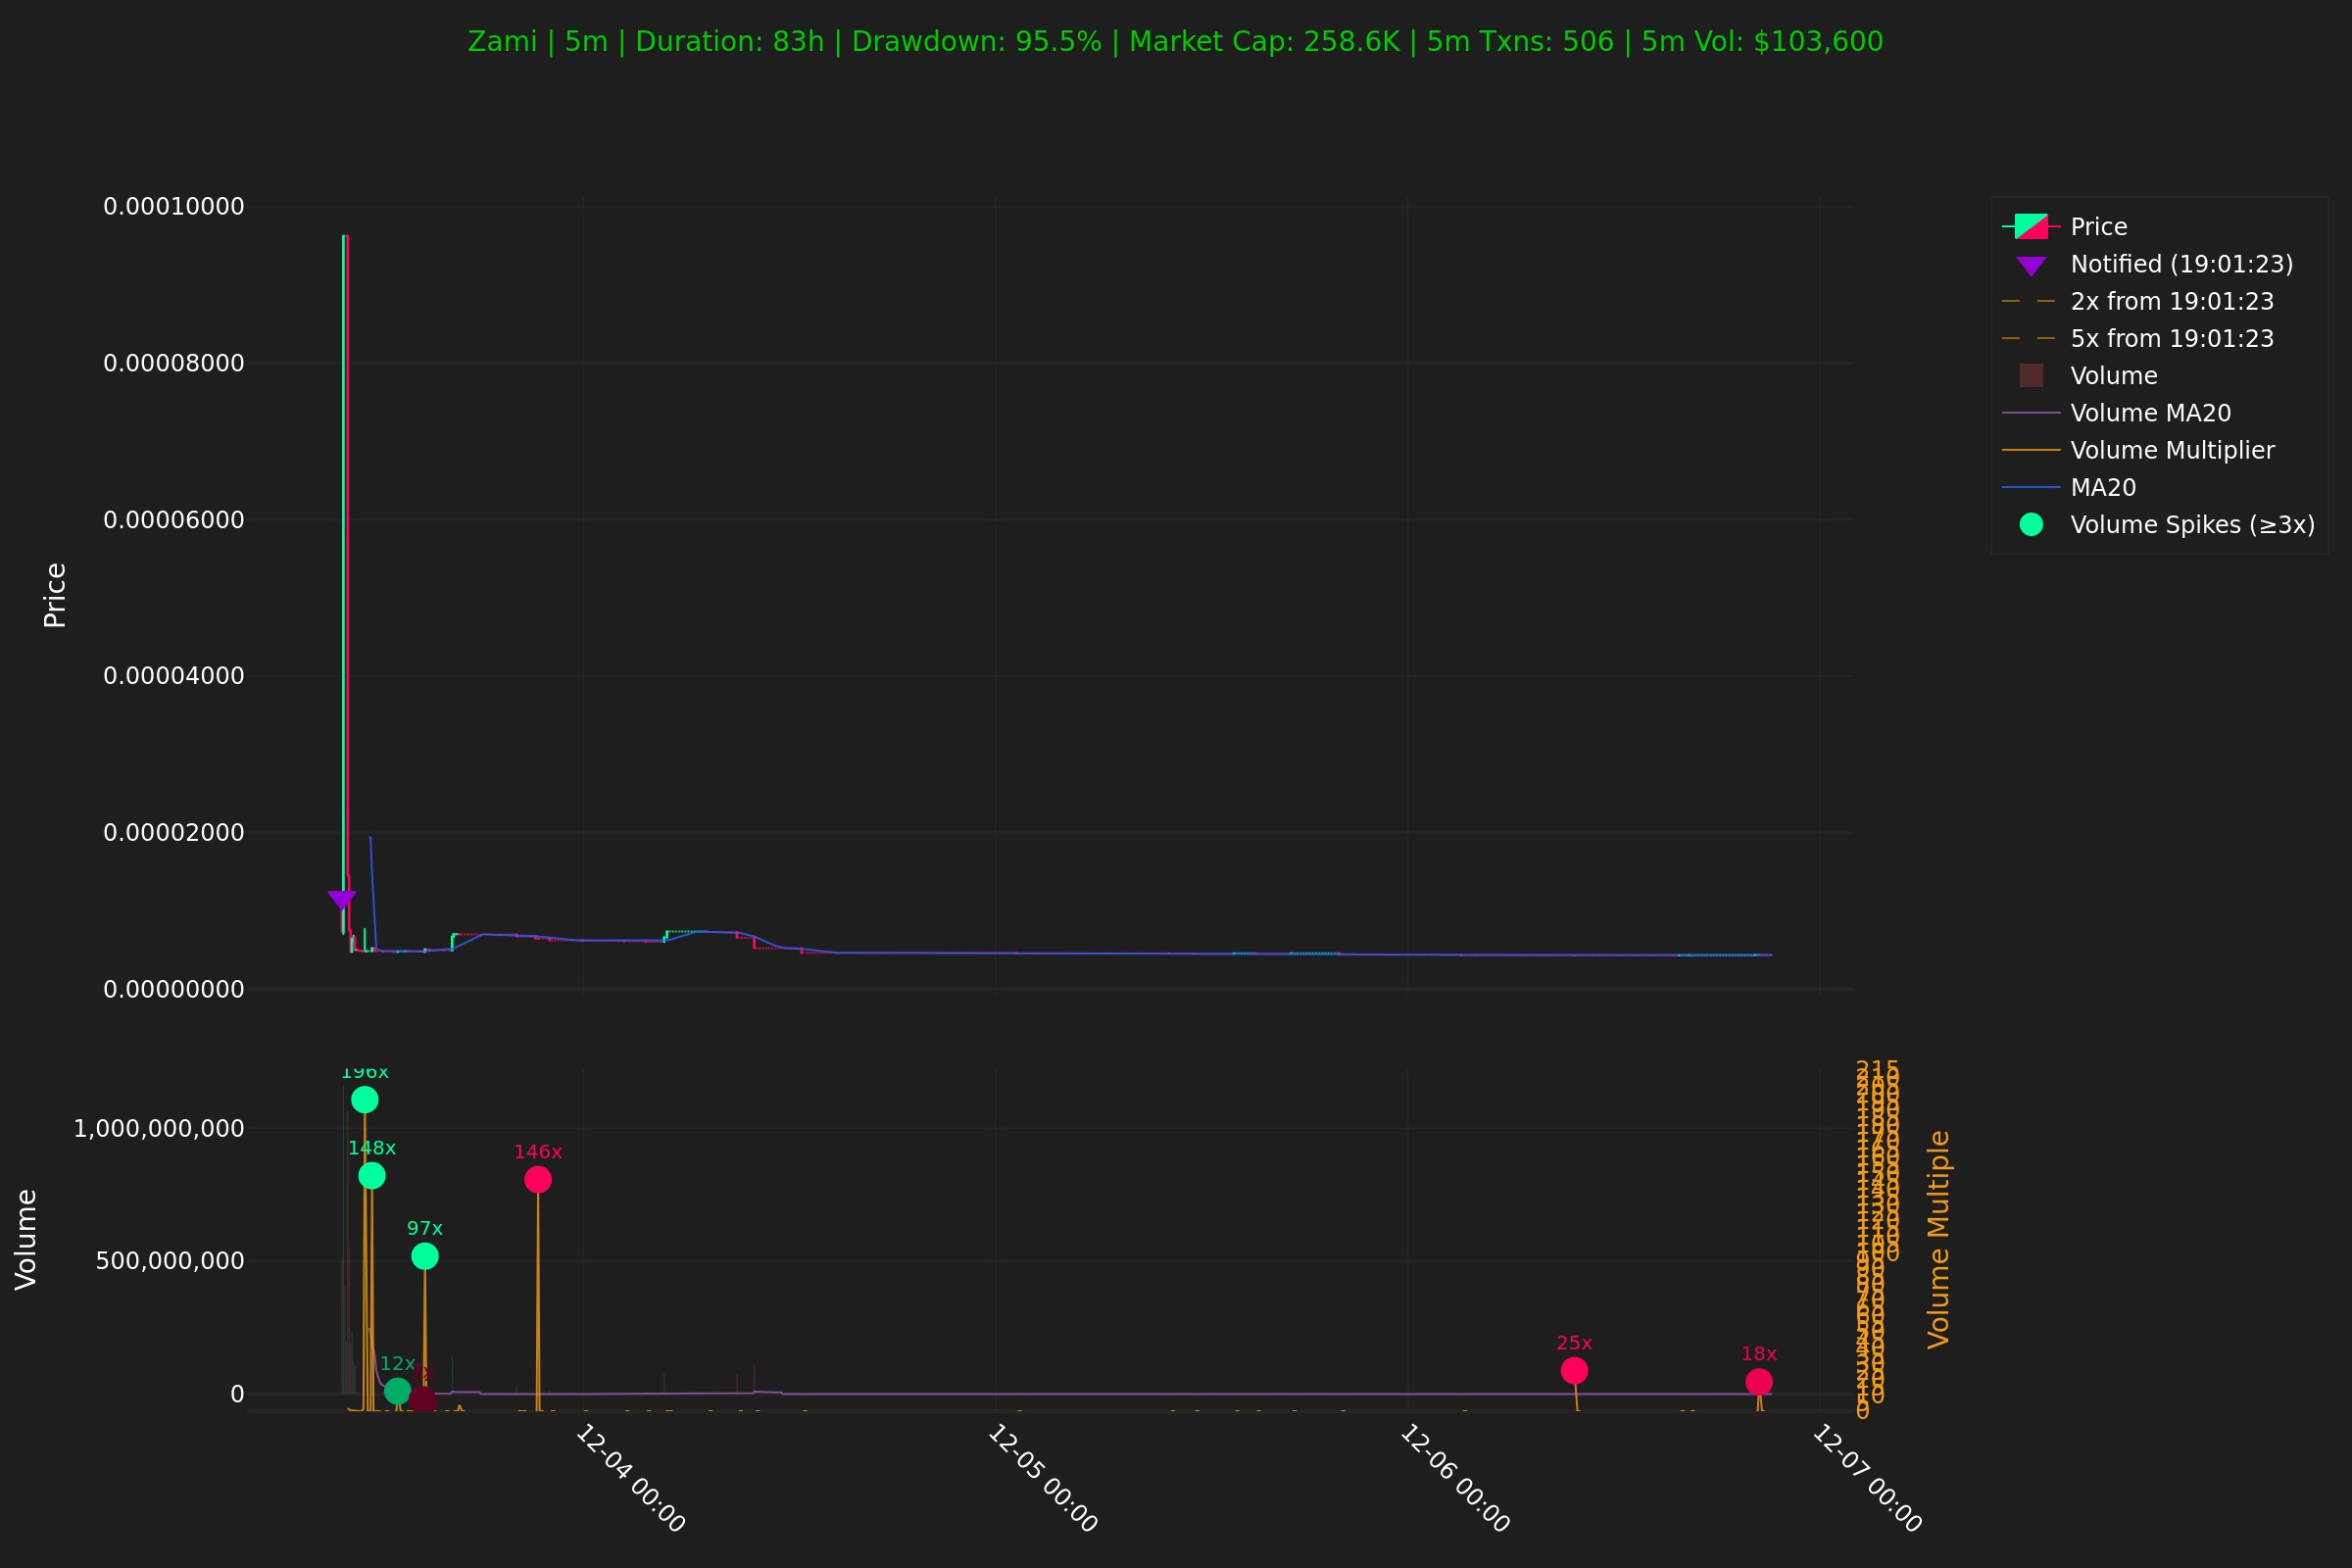 Zami | 5m | Duration: 83h | Drawdown: 95.5% | Market Cap: 258.6K | 5m Txns: 506 | 5m Vol: $103,600
0.00010000
0.00008000
0.00006000
0.00004000
0.00002000
0.00000000
Price
Price
Notified (19:01:23)
2x from 19:01:23
5x from 19:01:23
Volume
Volume MA20
Volume Multiplier
MA20
Volume Spikes (≥3x)
196x
148x
146x
97x
12x
25x
18x
1,000,000,000
500,000,000
0
Volume
215
100
0
Volume Multiple
12-04 00:00
12-05 00:00
12-06 00:00
12-07 00:00